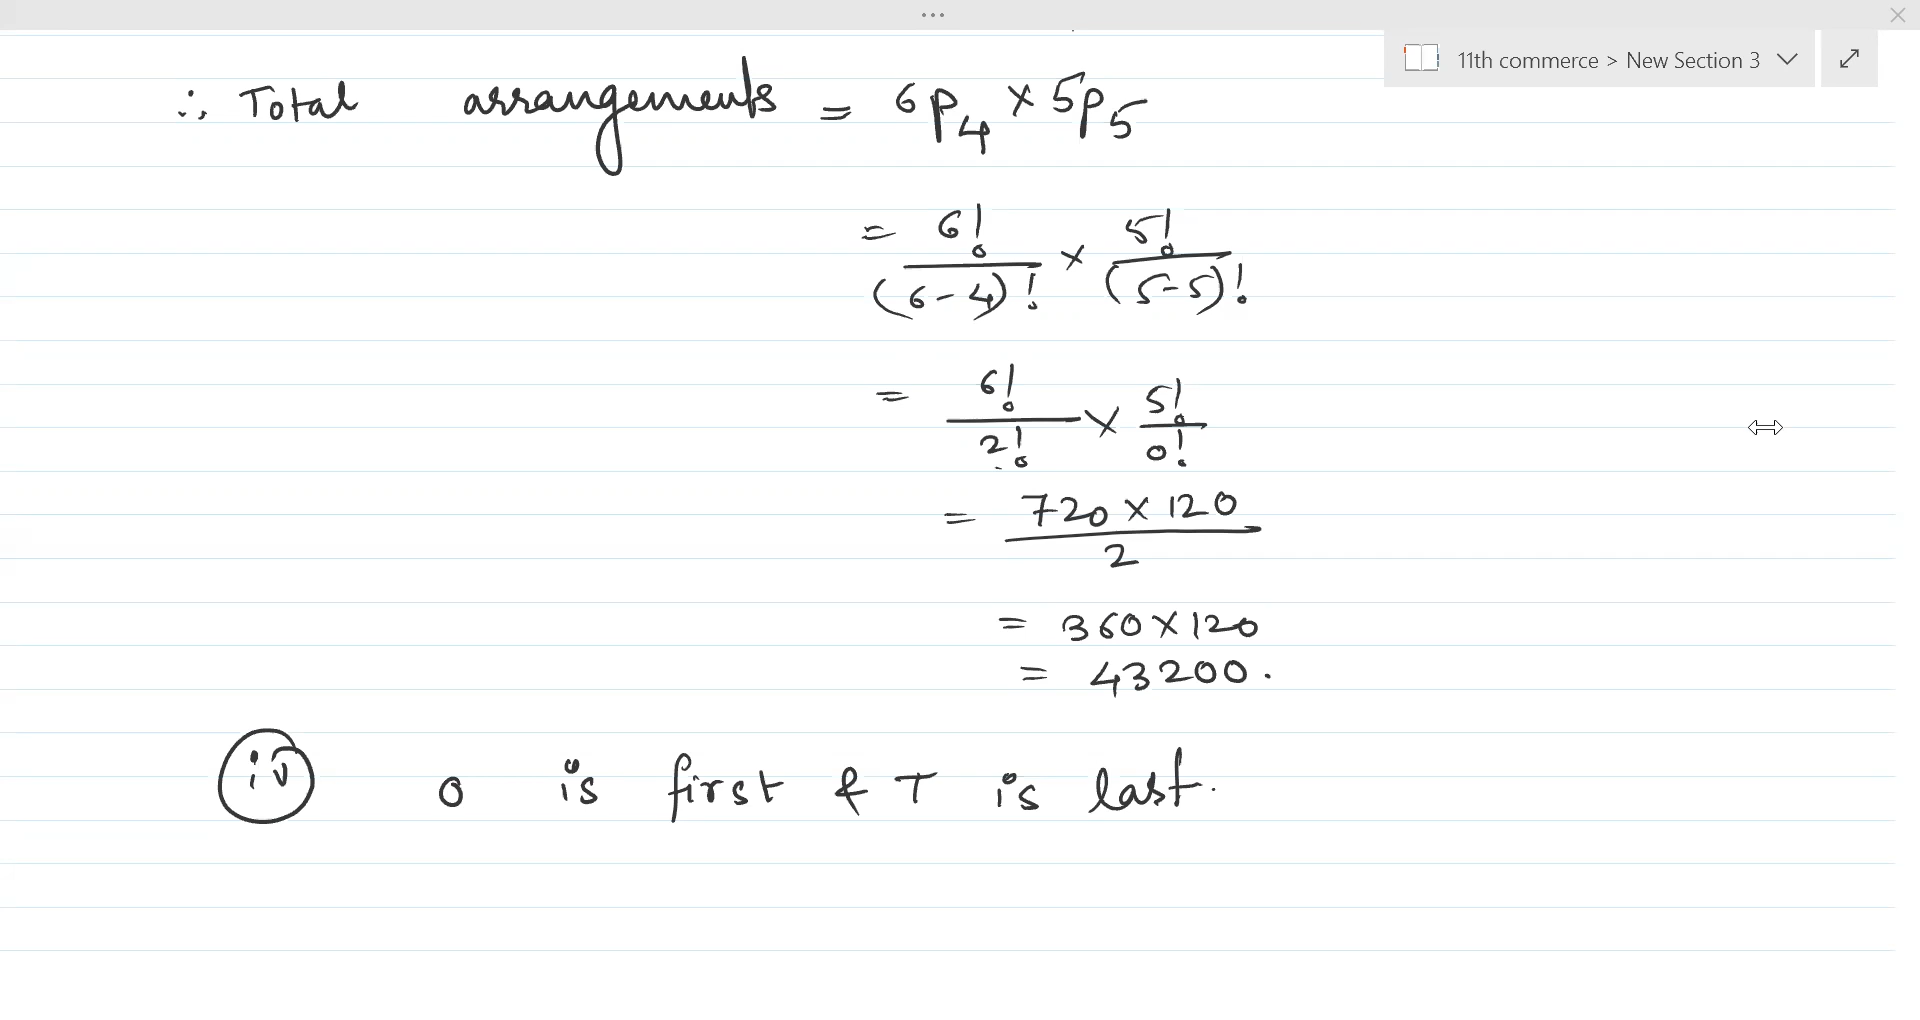 ...
11th commerce > New Section 3
∴ Total arrangements = ⁶P₄ × 5P₅
= 6! / (6-4)! × 5! / (5-5)!
= 6! / 2! × 5! / 0!
= 720 × 120 / 2
= 360 × 120
= 43200.
iv O is first & T is last.